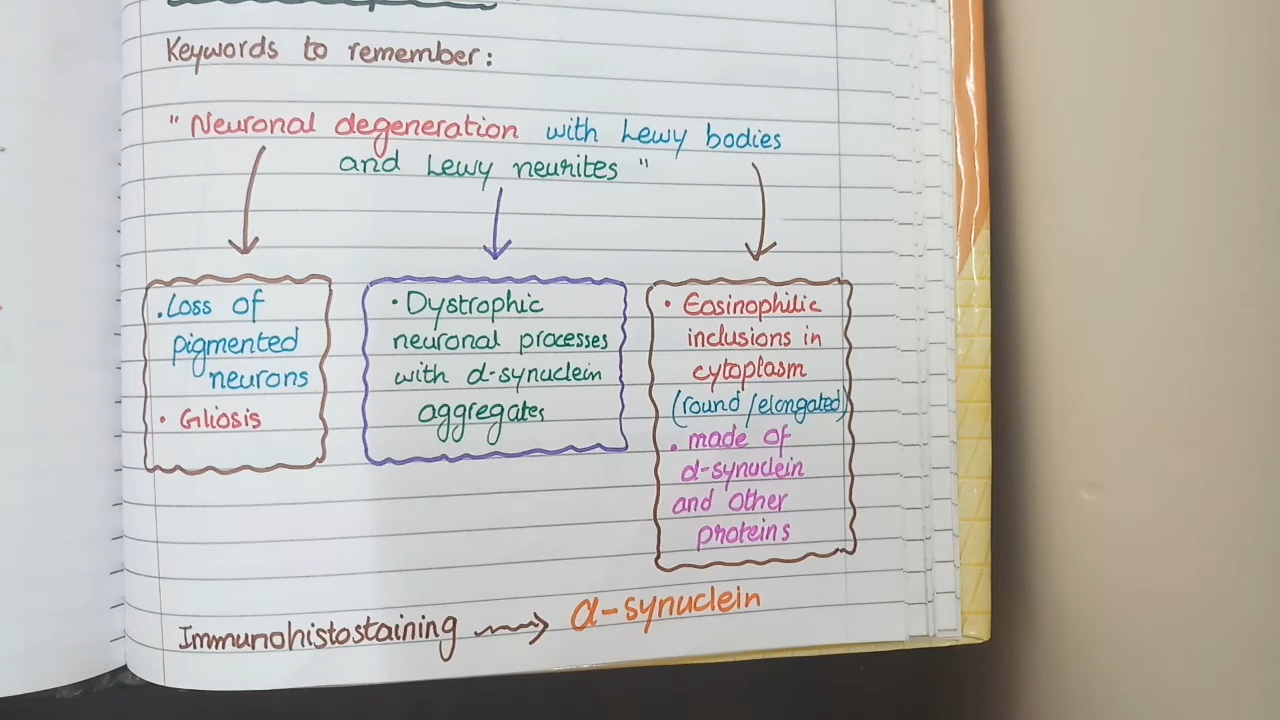 Keywords to remember:
" Neuronal degeneration with Lewy bodies
and Lewy neurites "
• Loss of
pigmented
neurons
• Gliosis
• Dystrophic
neuronal processes
with α-synuclein
aggregates
• Eosinophilic
inclusions in
cytoplasm
(round/elongated)
• made of
α-synuclein
and other
proteins
Immunohistostaining → α-synuclein